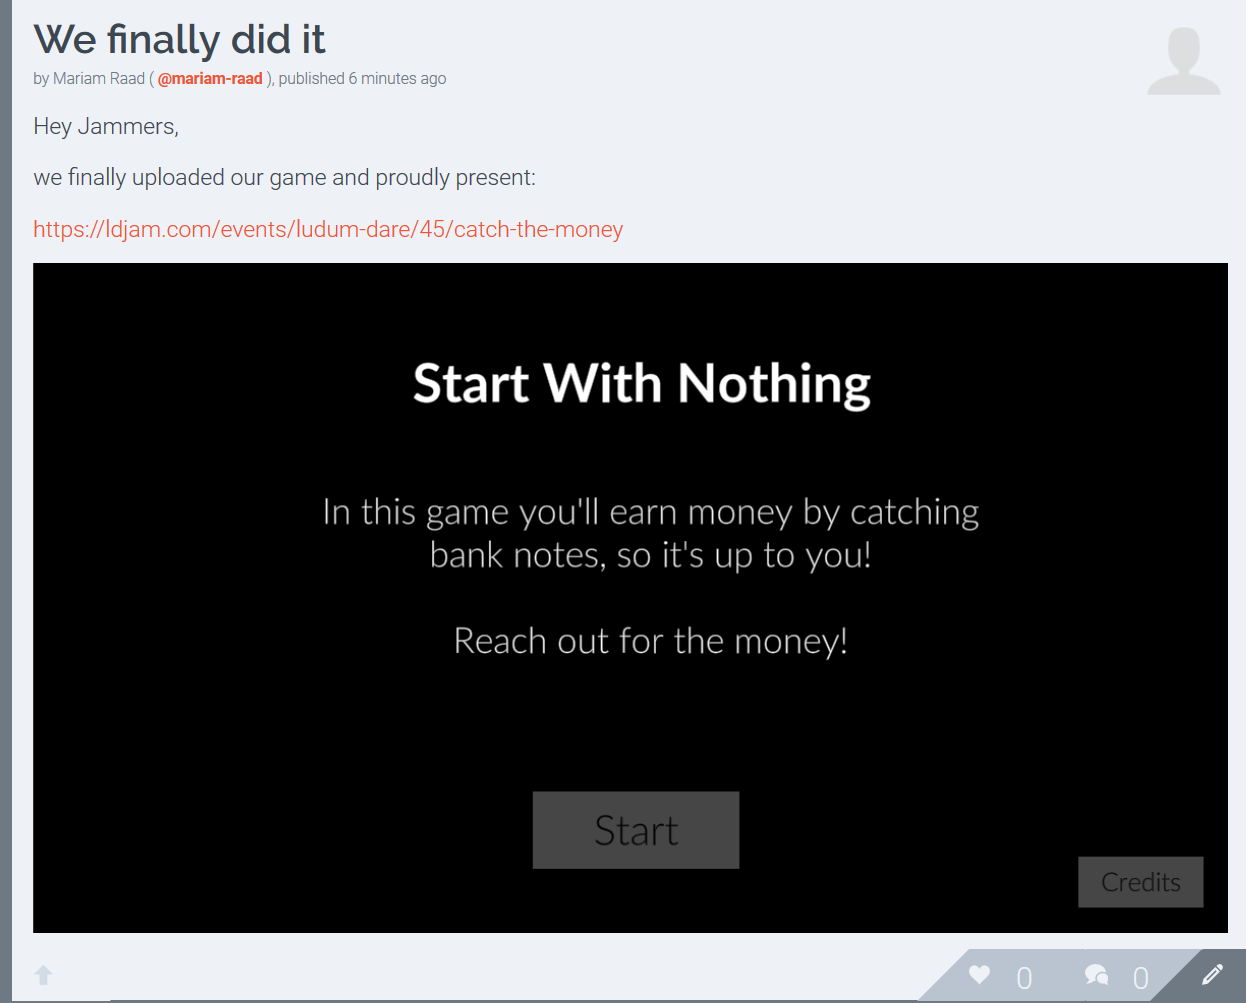 We finally did it
by Mariam Raad ( @mariam-raad ), published 6 minutes ago
Hey Jammers,
we finally uploaded our game and proudly present:
https://ldjam.com/events/ludum-dare/45/catch-the-money
Start With Nothing
In this game you'll earn money by catching
bank notes, so it's up to you!
Reach out for the money!
Start
Credits
0 0